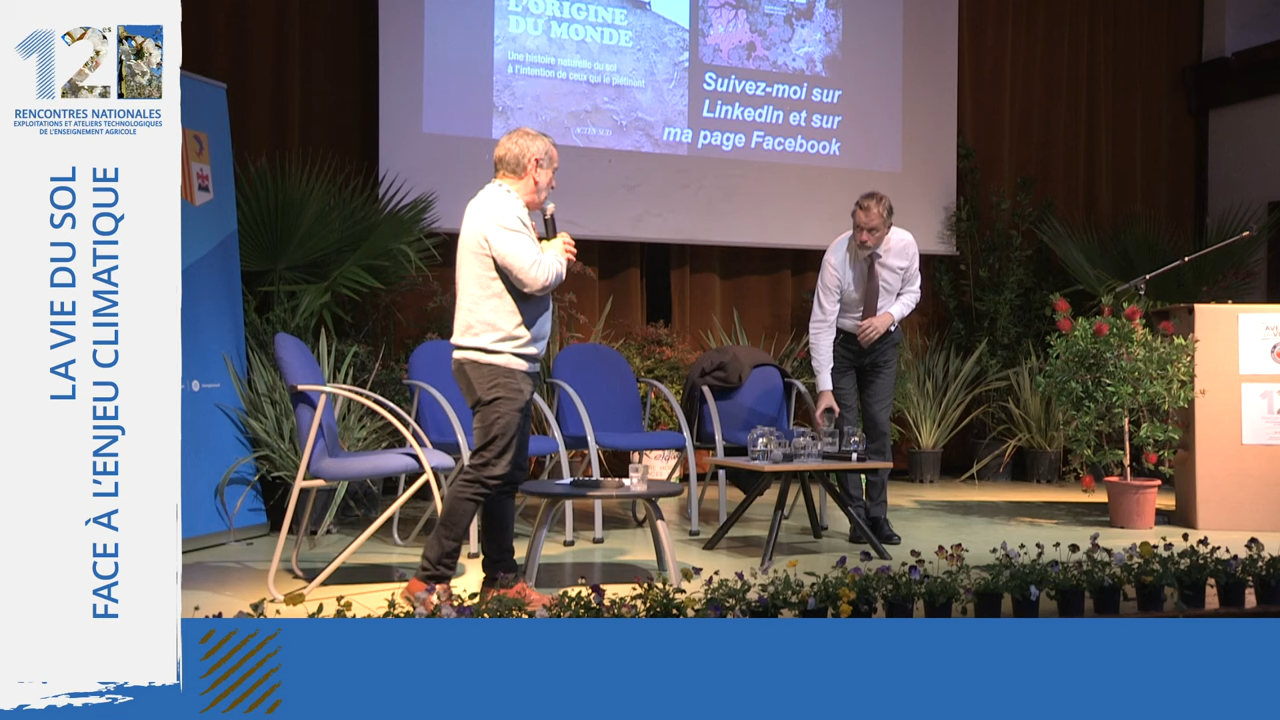 12es
RENCONTRES NATIONALES
EXPLOITATIONS ET ATELIERS TECHNOLOGIQUES
DE L'ENSEIGNEMENT AGRICOLE
LA VIE DU SOL
FACE À L'ENJEU CLIMATIQUE
L'ORIGINE
DU MONDE
Une histoire naturelle du sol
à l'intention de ceux qui le piétinent
ACTES SUD
Suivez-moi sur
LinkedIn et sur
ma page Facebook